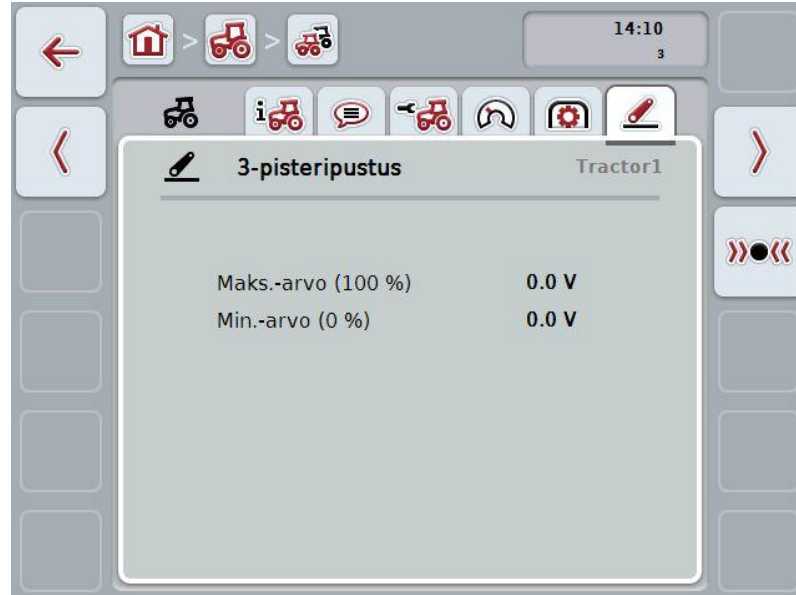 14:10
3
3-pisteripustus Tractor1
Maks.-arvo (100 %) 0.0 V
Min.-arvo (0 %) 0.0 V